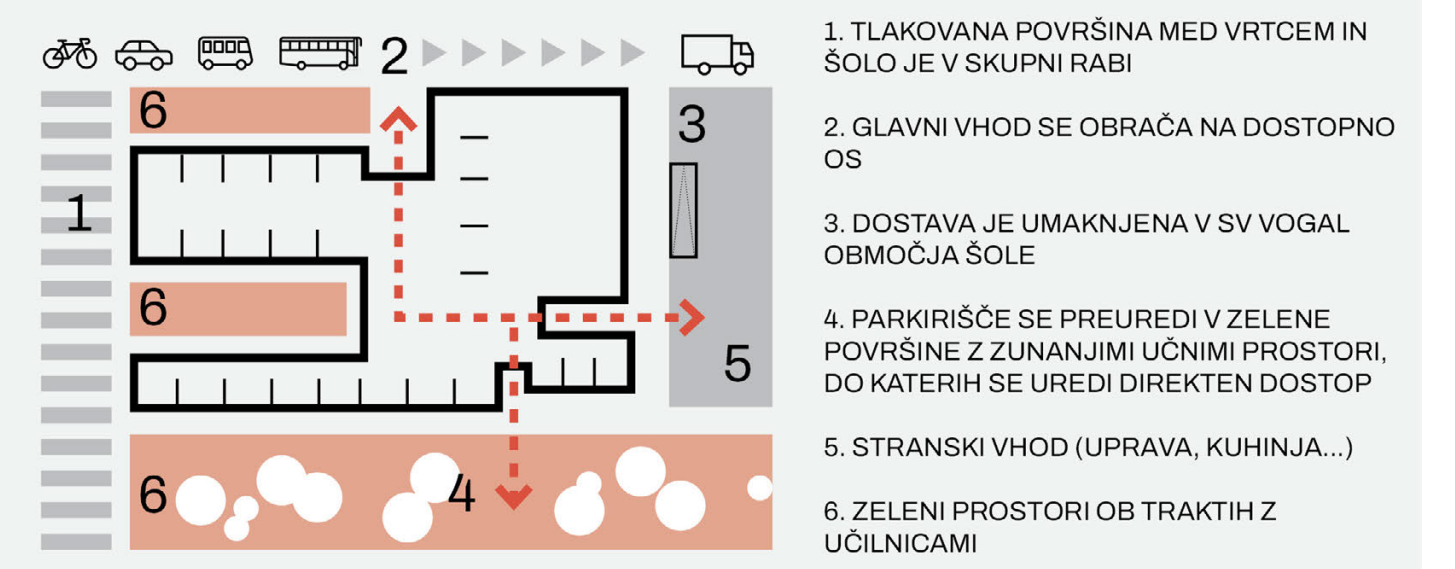 2
6
3
1
6
5
6
4
1. TLAKOVANA POVRŠINA MED VRTCEM IN
ŠOLO JE V SKUPNI RABI
2. GLAVNI VHOD SE OBRAČA NA DOSTOPNO
OS
3. DOSTAVA JE UMAKNJENA V SV VOGAL
OBMOČJA ŠOLE
4. PARKIRIŠČE SE PREUREDI V ZELENE
POVRŠINE Z ZUNANJIMI UČNIMI PROSTORI,
DO KATERIH SE UREDI DIREKTEN DOSTOP
5. STRANSKI VHOD (UPRAVA, KUHINJA...)
6. ZELENI PROSTORI OB TRAKTIH Z
UČILNICAMI